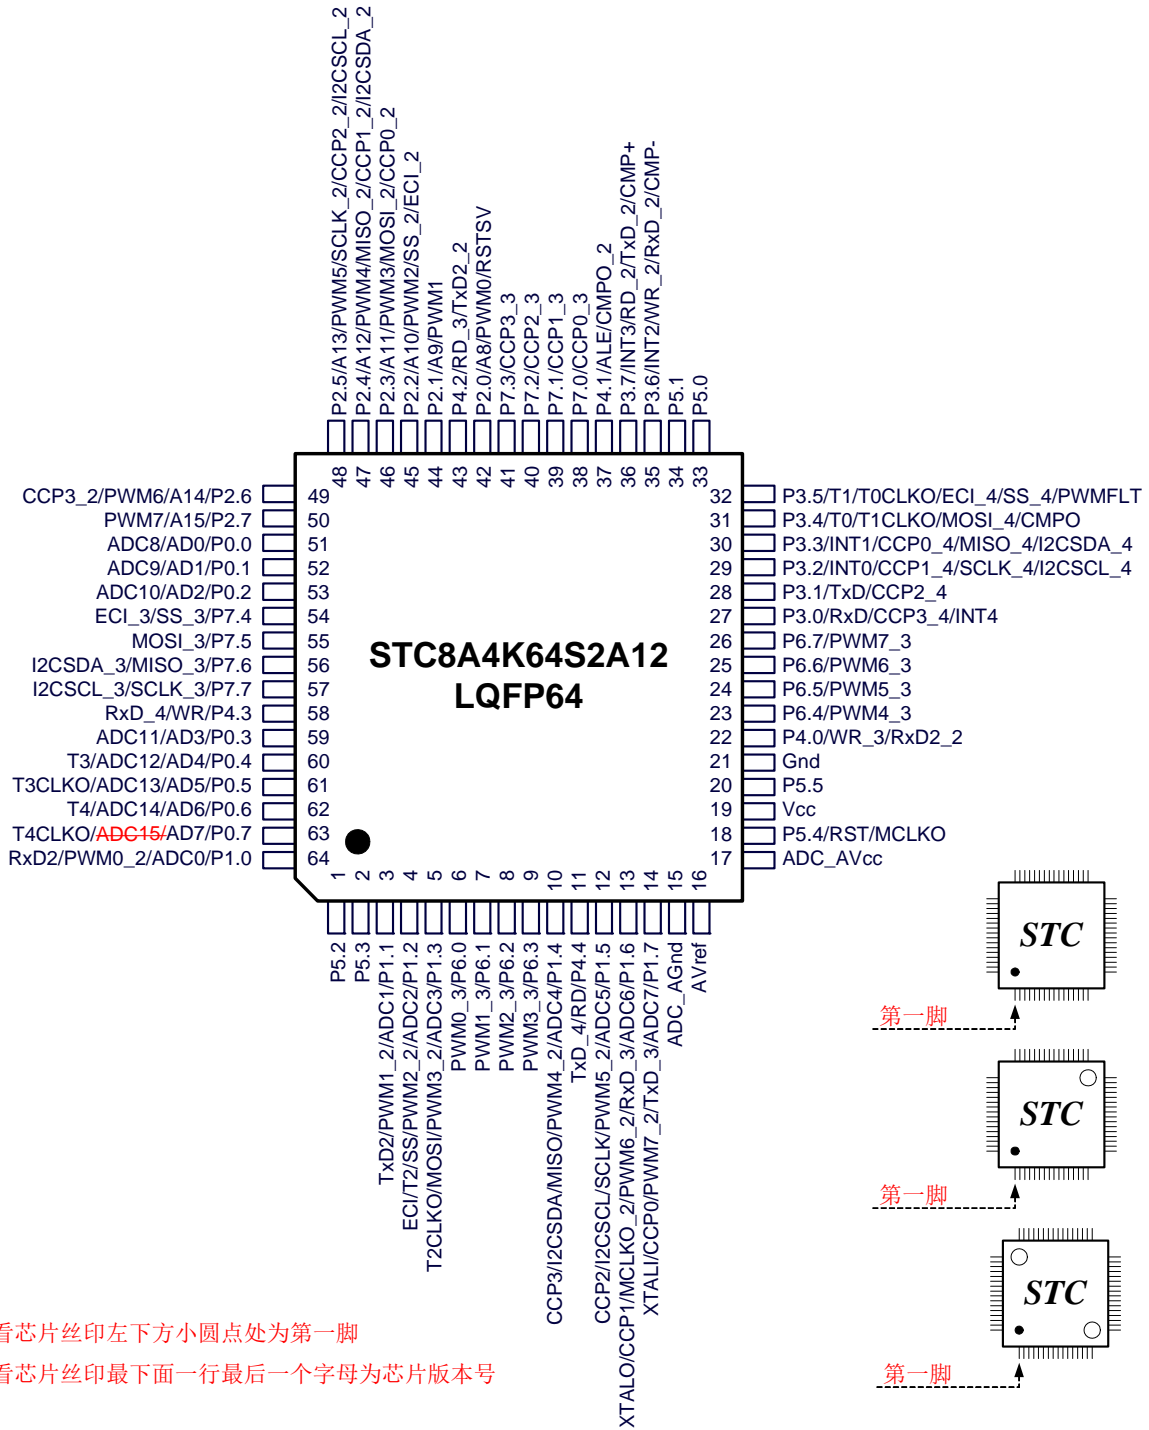 P2.5/A13/PWM5/SCLK_2/CCP2_2/I2CSCL_2
P2.4/A12/PWM4/MISO_2/CCP1_2/I2CSDA_2
P2.3/A11/PWM3/MOSI_2/CCP0_2
P2.2/A10/PWM2/SS_2/ECI_2
P2.1/A9/PWM1
P4.2/RD_3/TxD2_2
P2.0/A8/PWM0/RSTSV
P7.3/CCP3_3
P7.2/CCP2_3
P7.1/CCP1_3
P7.0/CCP0_3
P4.1/ALE/CMPO_2
P3.7/INT3/RD_2/TxD_2/CMP+
P3.6/INT2/WR_2/RxD_2/CMP-
P5.1
P5.0
48 47 46 45 44 43 42 41 40 39 38 37 36 35 34 33
CCP3_2/PWM6/A14/P2.6 49
PWM7/A15/P2.7 50
ADC8/AD0/P0.0 51
ADC9/AD1/P0.1 52
ADC10/AD2/P0.2 53
ECI_3/SS_3/P7.4 54
MOSI_3/P7.5 55
I2CSDA_3/MISO_3/P7.6 56
I2CSCL_3/SCLK_3/P7.7 57
RxD_4/WR/P4.3 58
ADC11/AD3/P0.3 59
T3/ADC12/AD4/P0.4 60
T3CLKO/ADC13/AD5/P0.5 61
T4/ADC14/AD6/P0.6 62
T4CLKO/ADC15/AD7/P0.7 63
RxD2/PWM0_2/ADC0/P1.0 64
STC8A4K64S2A12
LQFP64
32 P3.5/T1/T0CLKO/ECI_4/SS_4/PWMFLT
31 P3.4/T0/T1CLKO/MOSI_4/CMPO
30 P3.3/INT1/CCP0_4/MISO_4/I2CSDA_4
29 P3.2/INT0/CCP1_4/SCLK_4/I2CSCL_4
28 P3.1/TxD/CCP2_4
27 P3.0/RxD/CCP3_4/INT4
26 P6.7/PWM7_3
25 P6.6/PWM6_3
24 P6.5/PWM5_3
23 P6.4/PWM4_3
22 P4.0/WR_3/RxD2_2
21 Gnd
20 P5.5
19 Vcc
18 P5.4/RST/MCLKO
17 ADC_AVcc
1 2 3 4 5 6 7 8 9 10 11 12 13 14 15 16
P5.2
P5.3
TxD2/PWM1_2/ADC1/P1.1
ECI/T2/SS/PWM2_2/ADC2/P1.2
T2CLKO/MOSI/PWM3_2/ADC3/P1.3
PWM0_3/P6.0
PWM1_3/P6.1
PWM2_3/P6.2
PWM3_3/P6.3
CCP3/I2CSDA/MISO/PWM4_2/ADC4/P1.4
TxD_4/RD/P4.4
CCP2/I2CSCL/SCLK/PWM5_2/ADC5/P1.5
XTALO/CCP1/MCLKO_2/PWM6_2/RxD_3/ADC6/P1.6
XTALI/CCP0/PWM7_2/TxD_3/ADC7/P1.7
ADC_AGnd
AVref
STC
第一脚
STC
第一脚
STC
第一脚
看芯片丝印左下方小圆点处为第一脚
看芯片丝印最下面一行最后一个字母为芯片版本号